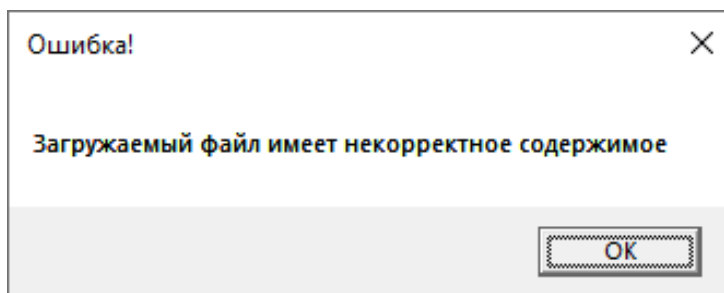 Ошибка!
Загружаемый файл имеет некорректное содержимое
OK